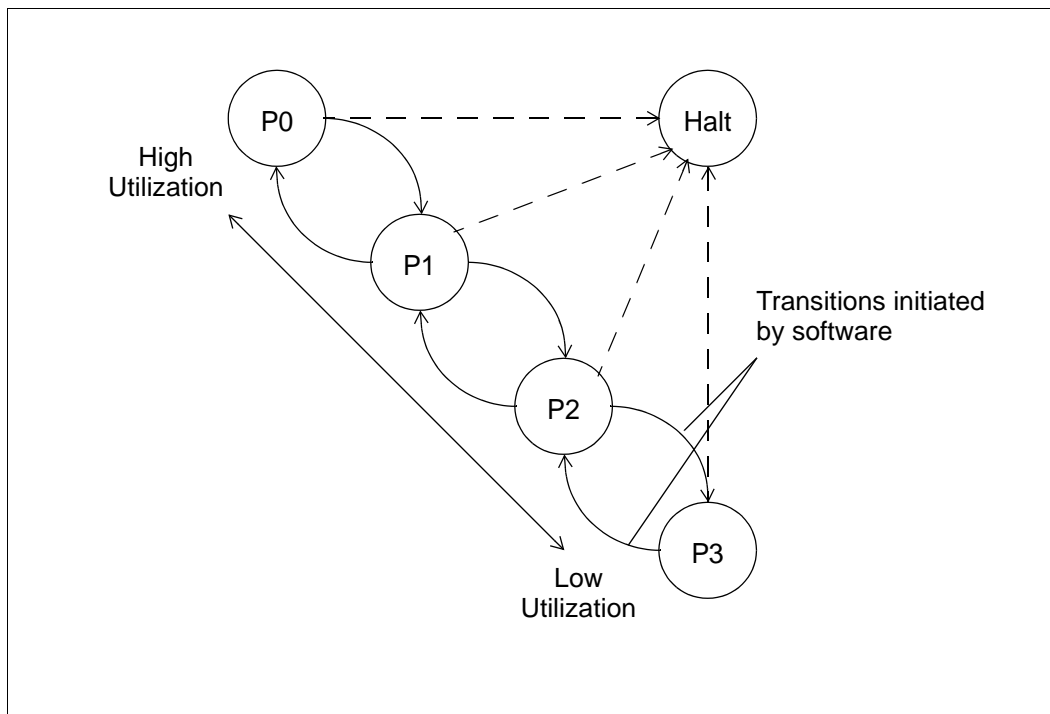 P0
Halt
High
Utilization
P1
Transitions initiated
by software
P2
P3
Low
Utilization